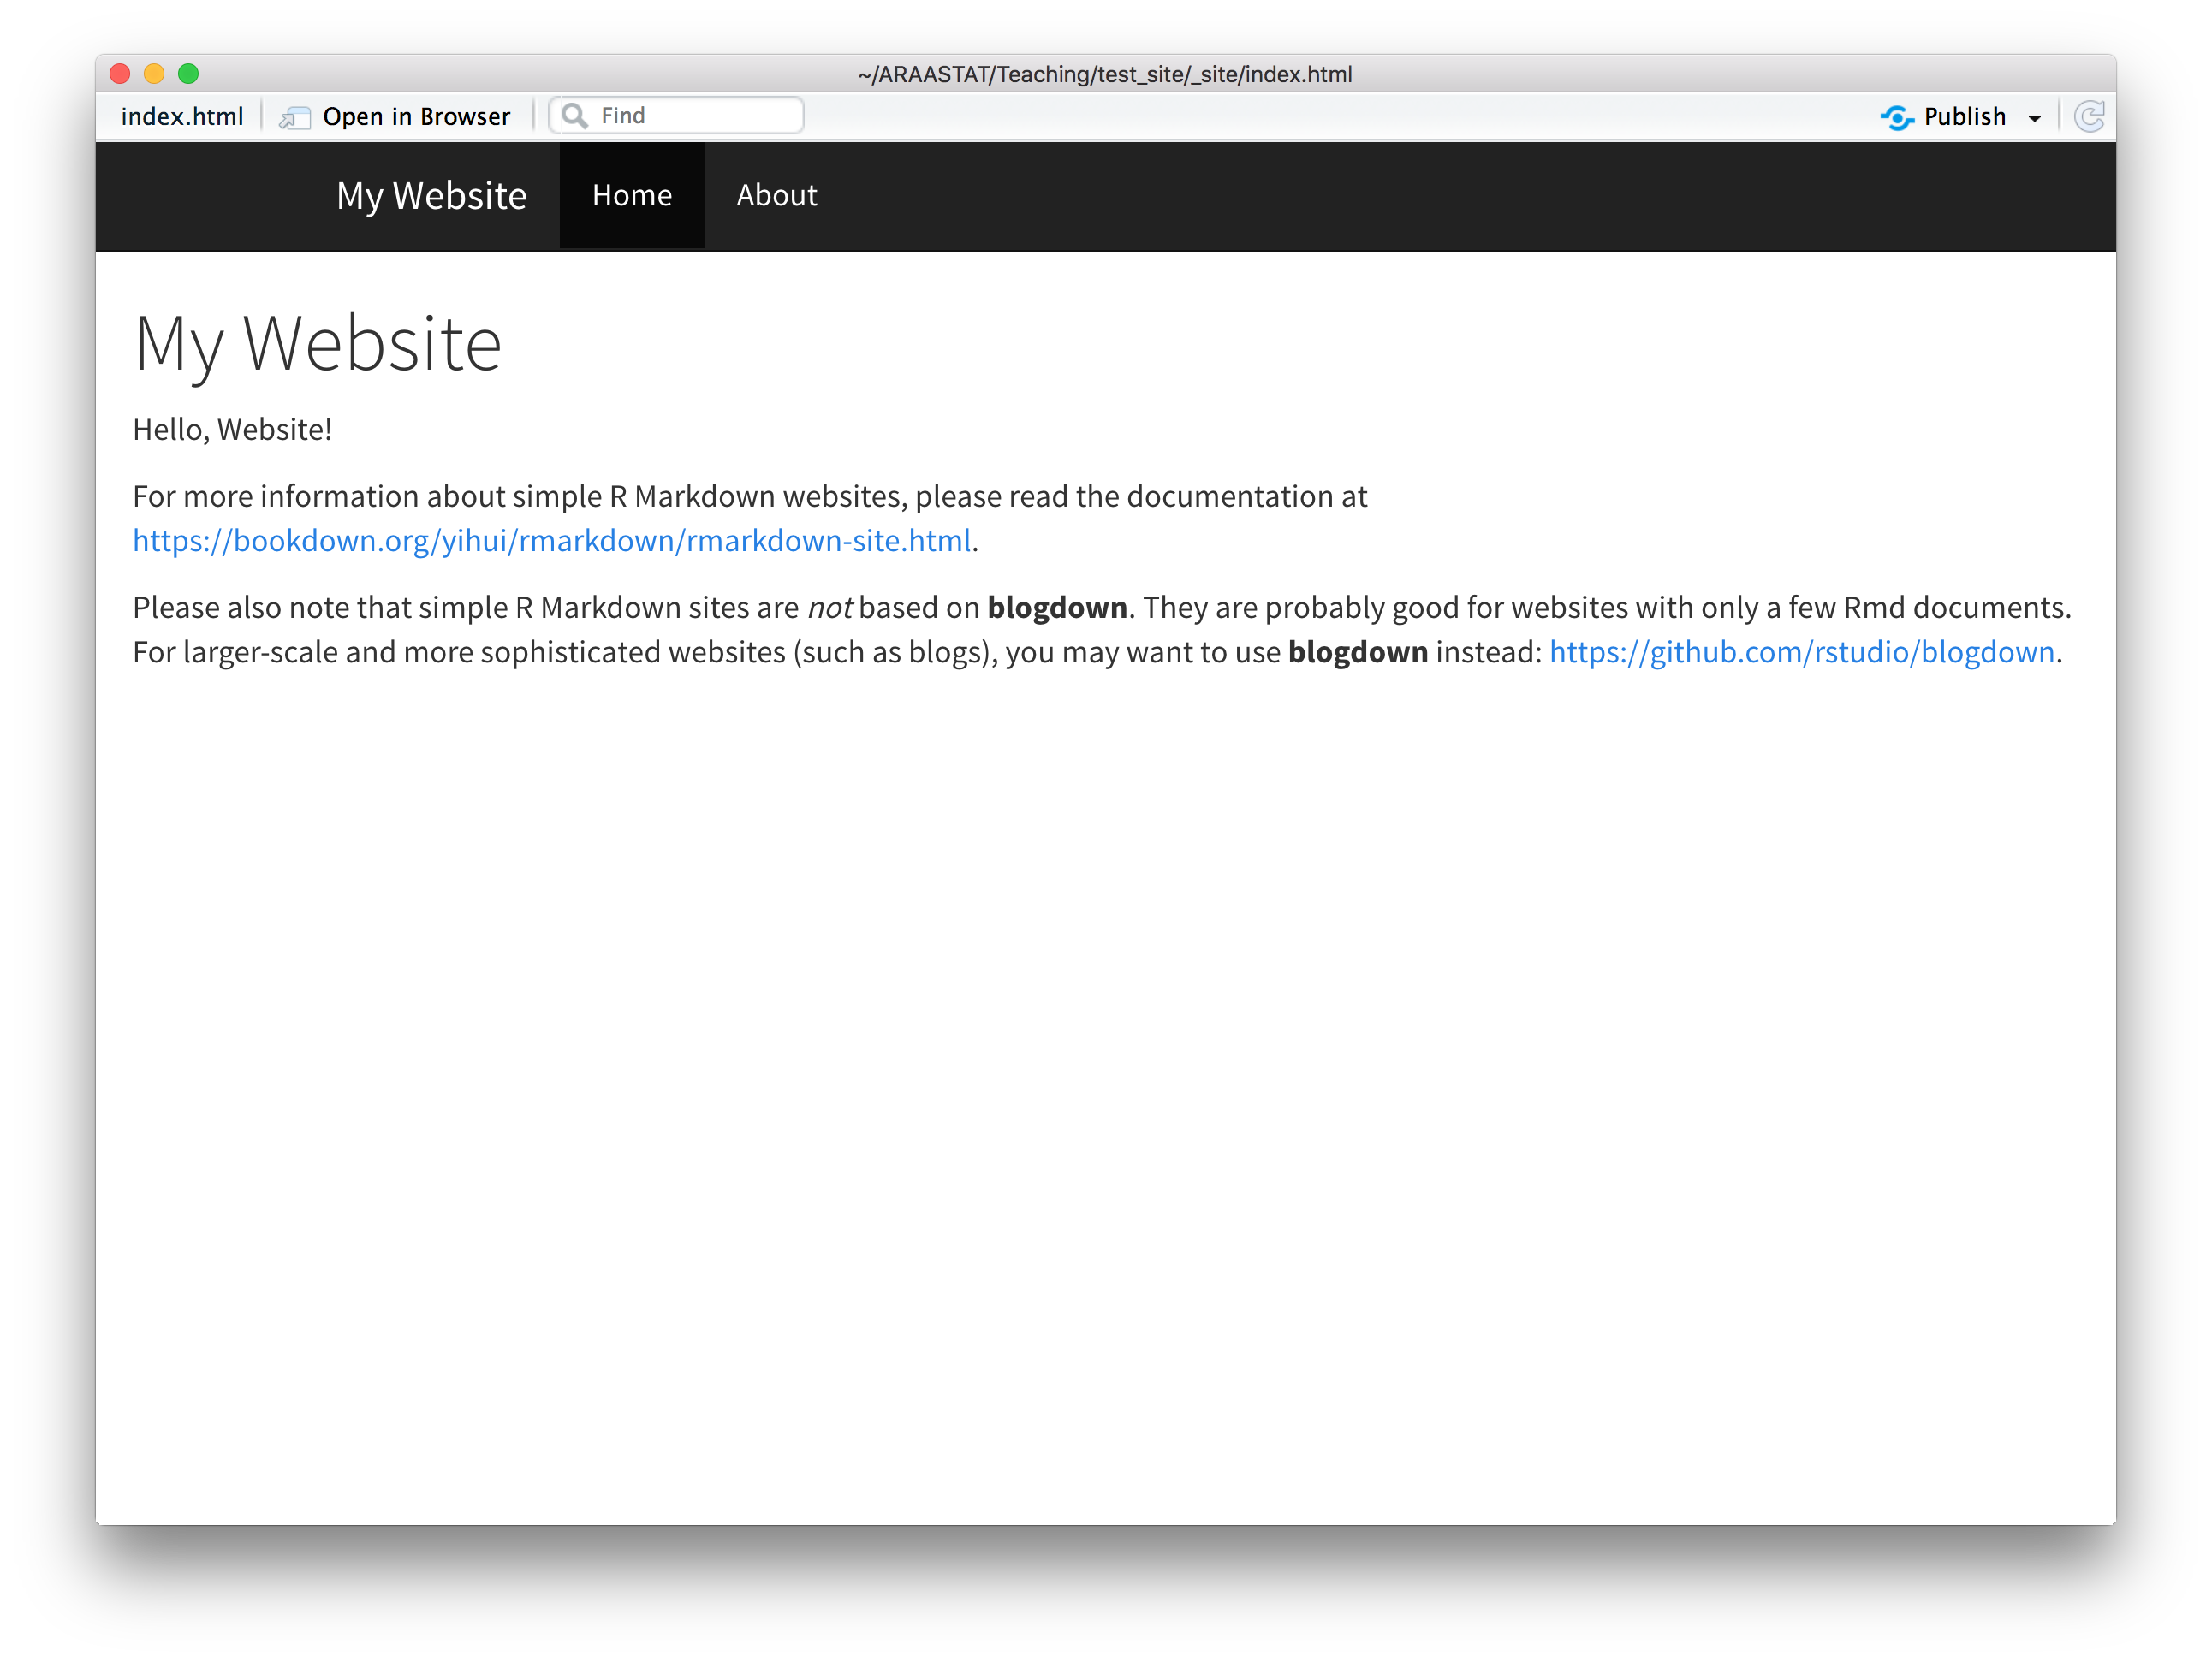 ~/ARAASTAT/Teaching/test_site/_site/index.html
index.html Open in Browser Find Publish
My Website Home About
My Website
Hello, Website!
For more information about simple R Markdown websites, please read the documentation at
https://bookdown.org/yihui/rmarkdown/rmarkdown-site.html.
Please also note that simple R Markdown sites are not based on blogdown. They are probably good for websites with only a few Rmd documents.
For larger-scale and more sophisticated websites (such as blogs), you may want to use blogdown instead: https://github.com/rstudio/blogdown.